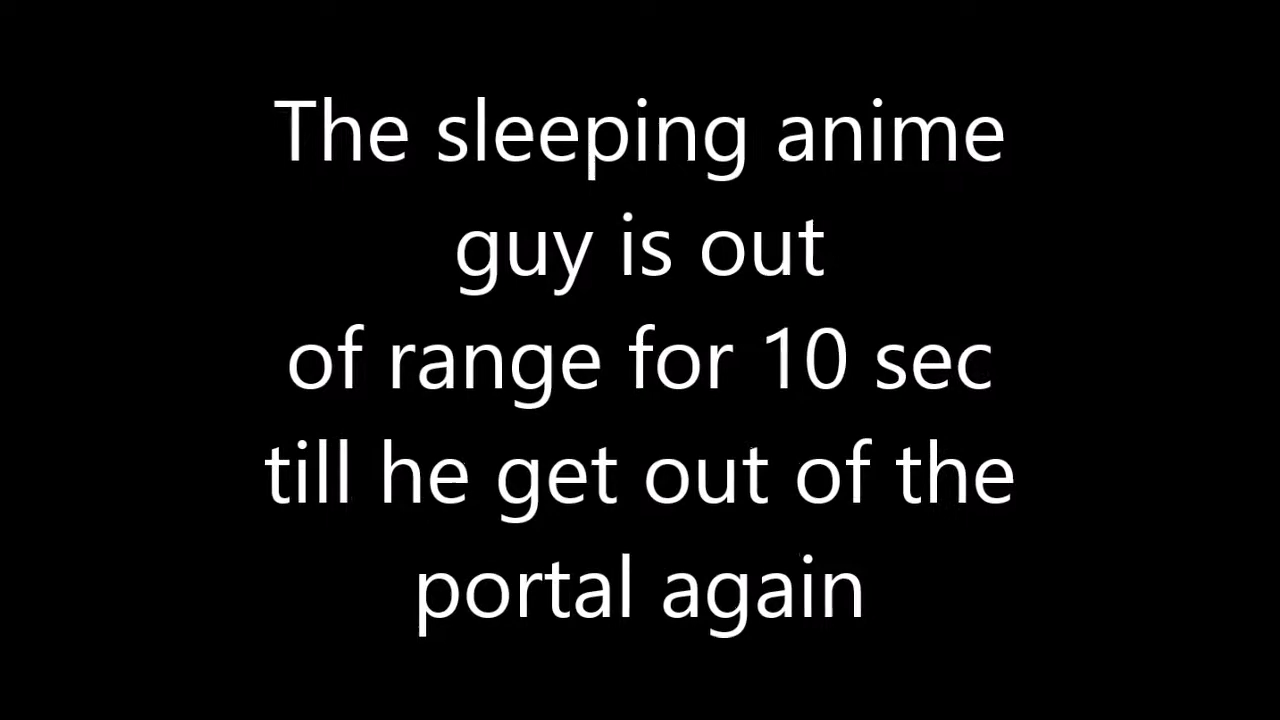 The sleeping anime
guy is out
of range for 10 sec
till he get out of the
portal again